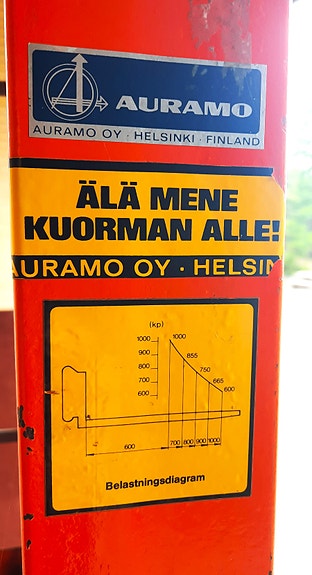 AURAMO
AURAMO OY · HELSINKI · FINLAND
ÄLÄ MENE
KUORMAN ALLE!
AURAMO OY · HELSIN
(kp)
1000 1000
900 855
800 750
700 665
600 600
600 700 800 900 1000
Belastningsdiagram